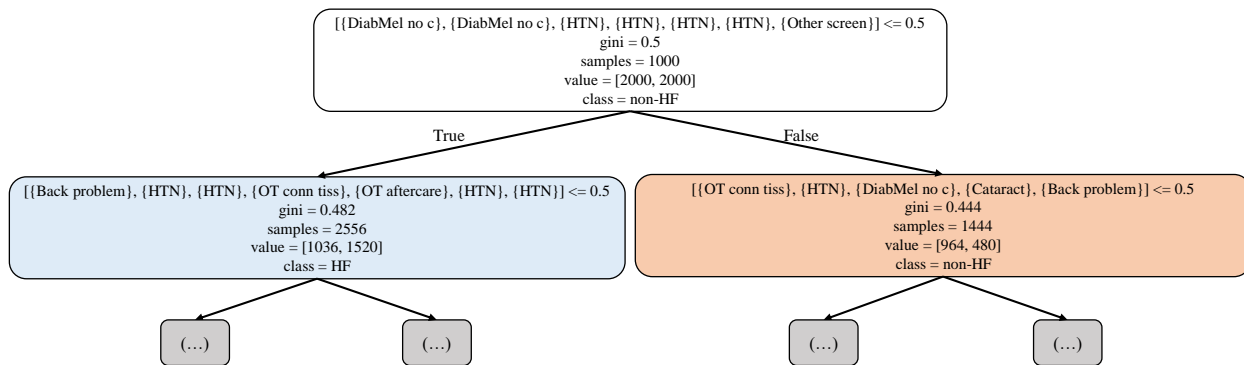 [{DiabMel no c}, {DiabMel no c}, {HTN}, {HTN}, {HTN}, {HTN}, {Other screen}] <= 0.5
gini = 0.5
samples = 1000
value = [2000, 2000]
class = non-HF
True
False
[{Back problem}, {HTN}, {HTN}, {OT conn tiss}, {OT aftercare}, {HTN}, {HTN}] <= 0.5
gini = 0.482
samples = 2556
value = [1036, 1520]
class = HF
[{OT conn tiss}, {HTN}, {DiabMel no c}, {Cataract}, {Back problem}] <= 0.5
gini = 0.444
samples = 1444
value = [964, 480]
class = non-HF
(…)
(…)
(…)
(…)